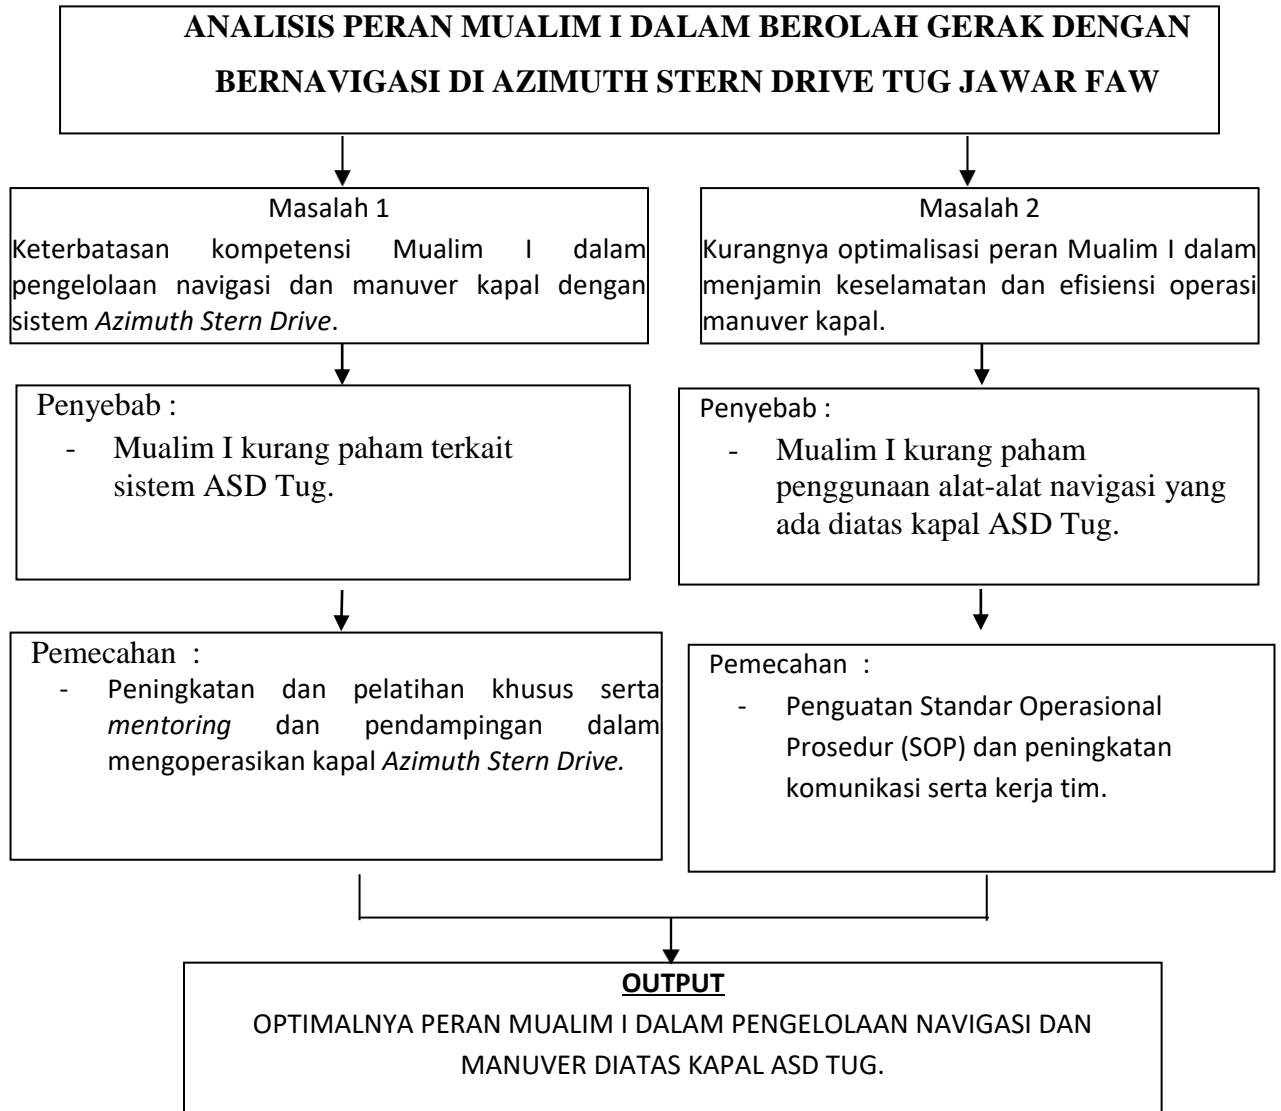 ANALISIS PERAN MUALIM I DALAM BEROLAH GERAK DENGAN
BERNAVIGASI DI AZIMUTH STERN DRIVE TUG JAWAR FAW
Masalah 1
Keterbatasan kompetensi Mualim I dalam
pengelolaan navigasi dan manuver kapal dengan
sistem Azimuth Stern Drive.
Masalah 2
Kurangnya optimalisasi peran Mualim I dalam
menjamin keselamatan dan efisiensi operasi
manuver kapal.
Penyebab :
- Mualim I kurang paham terkait
sistem ASD Tug.
Penyebab :
- Mualim I kurang paham
penggunaan alat-alat navigasi yang
ada diatas kapal ASD Tug.
Pemecahan :
- Peningkatan dan pelatihan khusus serta
mentoring dan pendampingan dalam
mengoperasikan kapal Azimuth Stern Drive.
Pemecahan :
- Penguatan Standar Operasional
Prosedur (SOP) dan peningkatan
komunikasi serta kerja tim.
OUTPUT
OPTIMALNYA PERAN MUALIM I DALAM PENGELOLAAN NAVIGASI DAN
MANUVER DIATAS KAPAL ASD TUG.